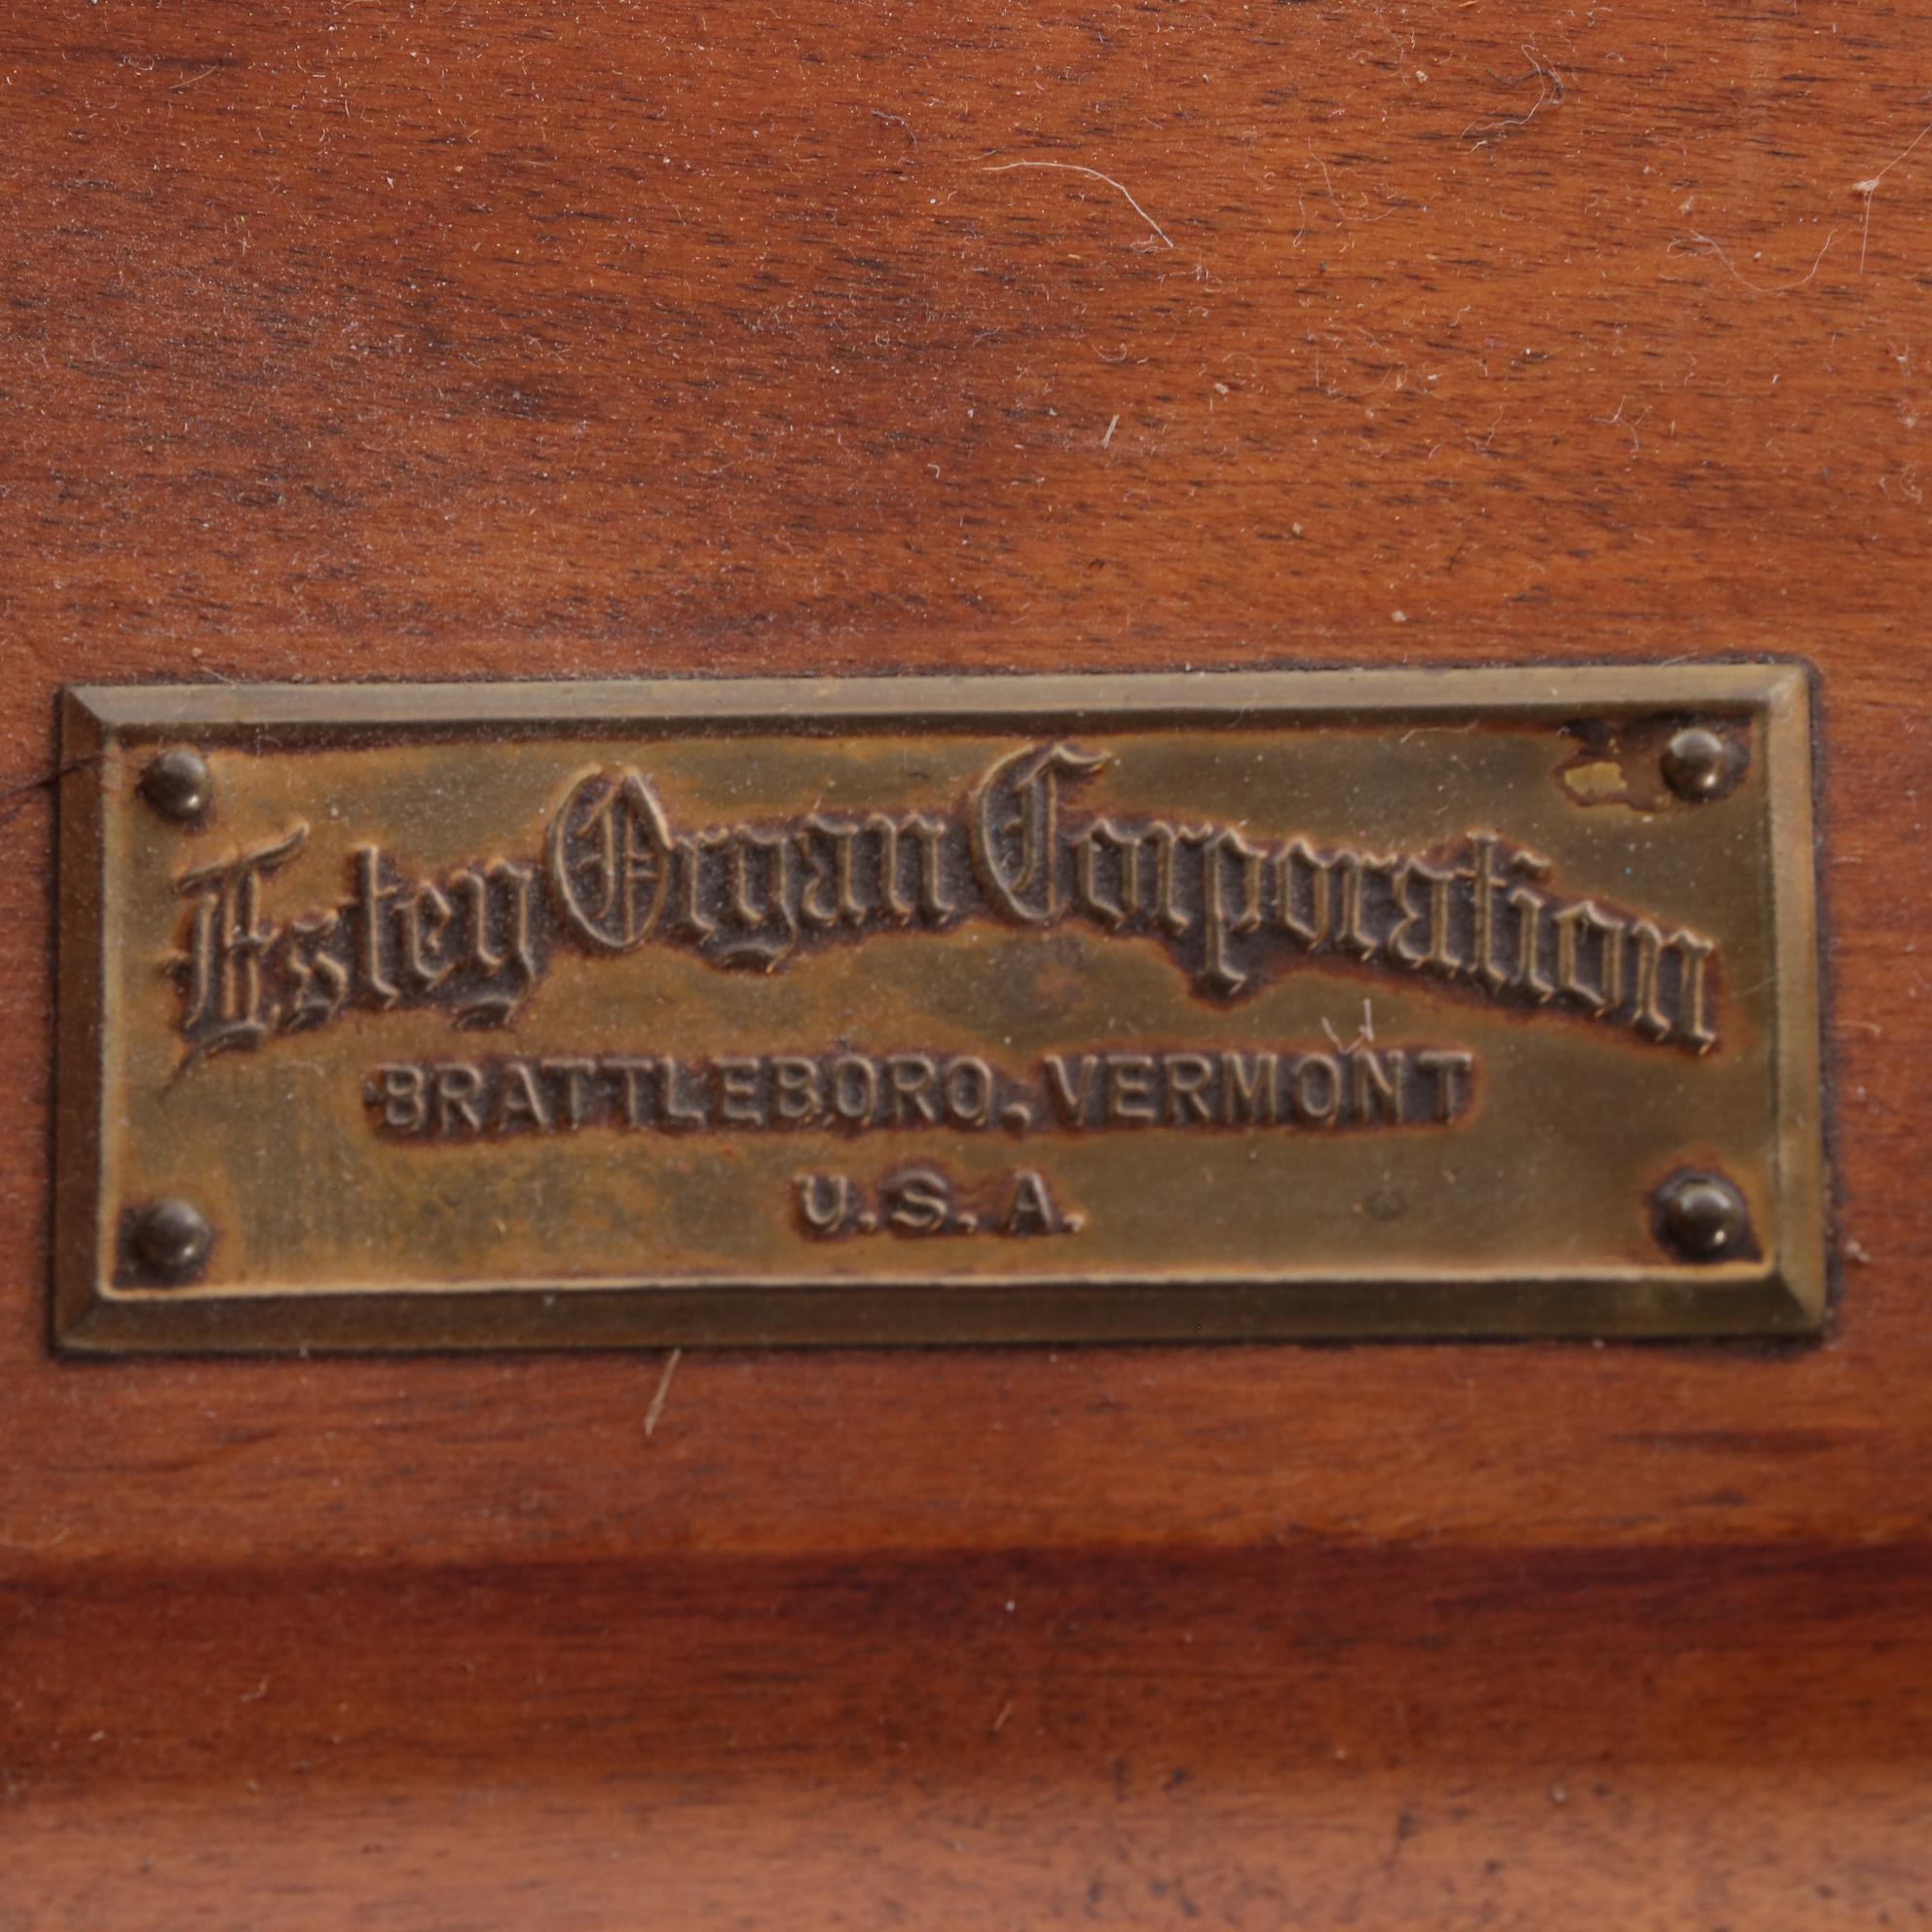 Estey Organ Corporation
BRATTLEBORO, VERMONT
U.S.A.